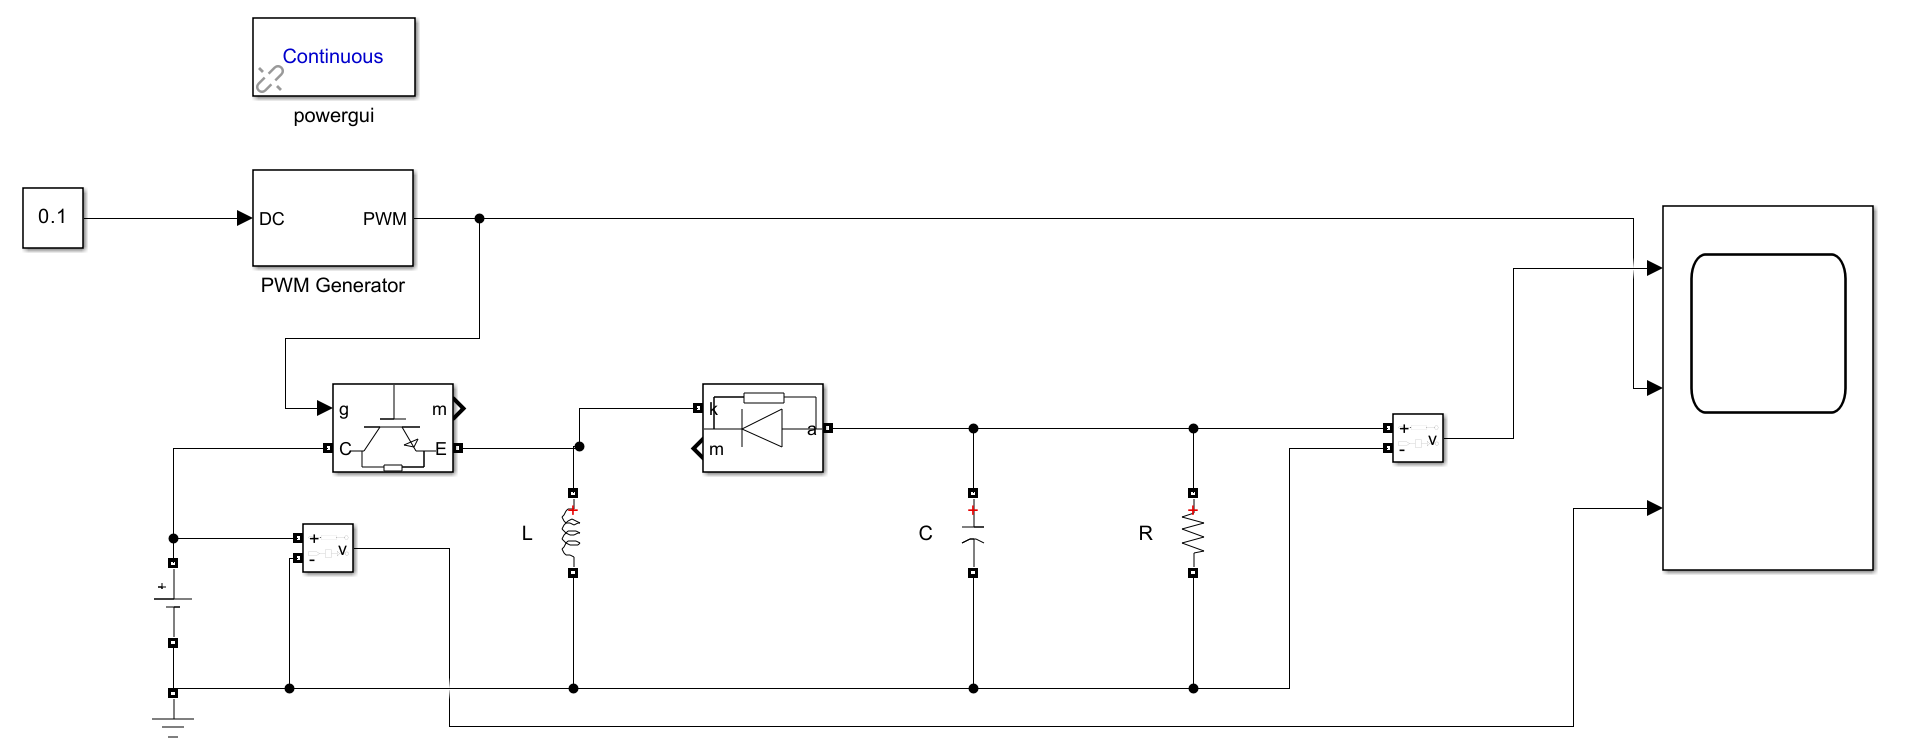 Continuous
powergui
0.1
DC
PWM
PWM Generator
g
m
C
E
k
m
a
+
-
v
+
-
v
+
L
+
C
+
R
+